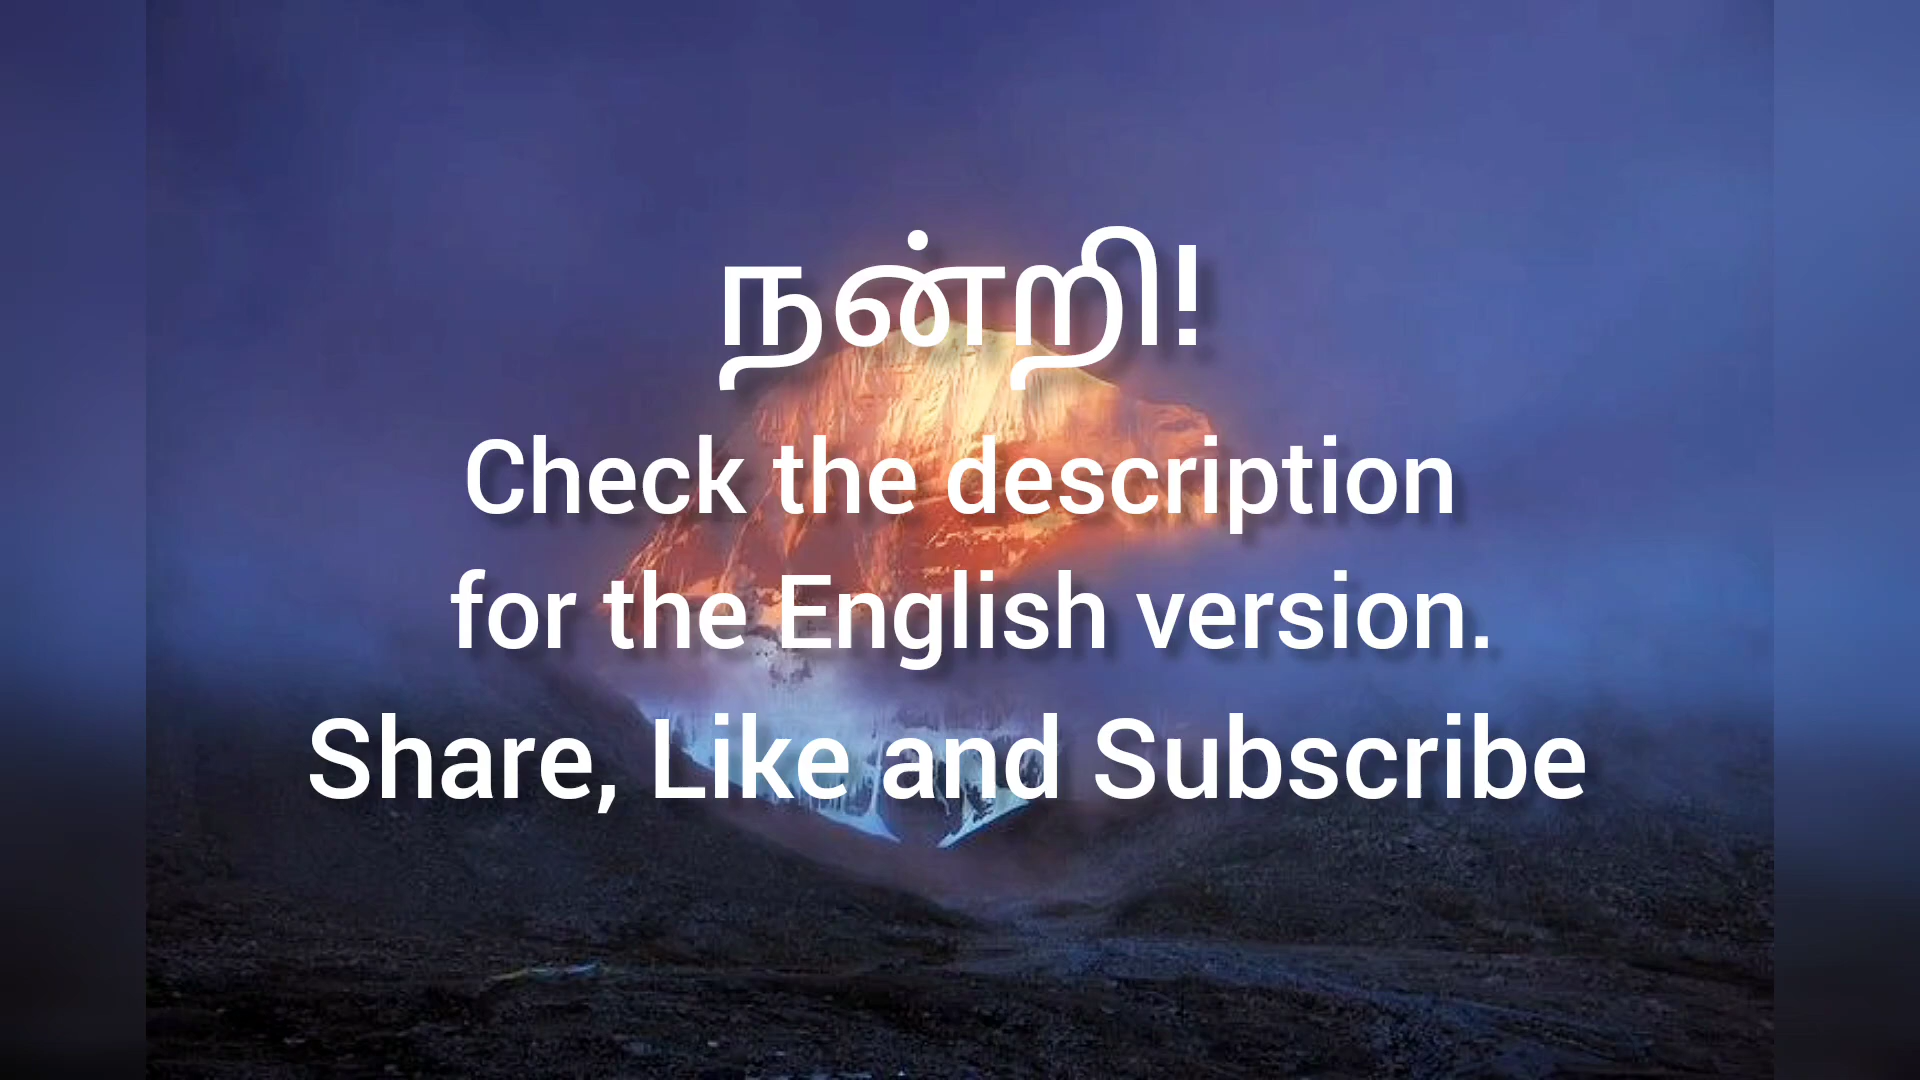 நன்றி!
Check the description
for the English version.
Share, Like and Subscribe